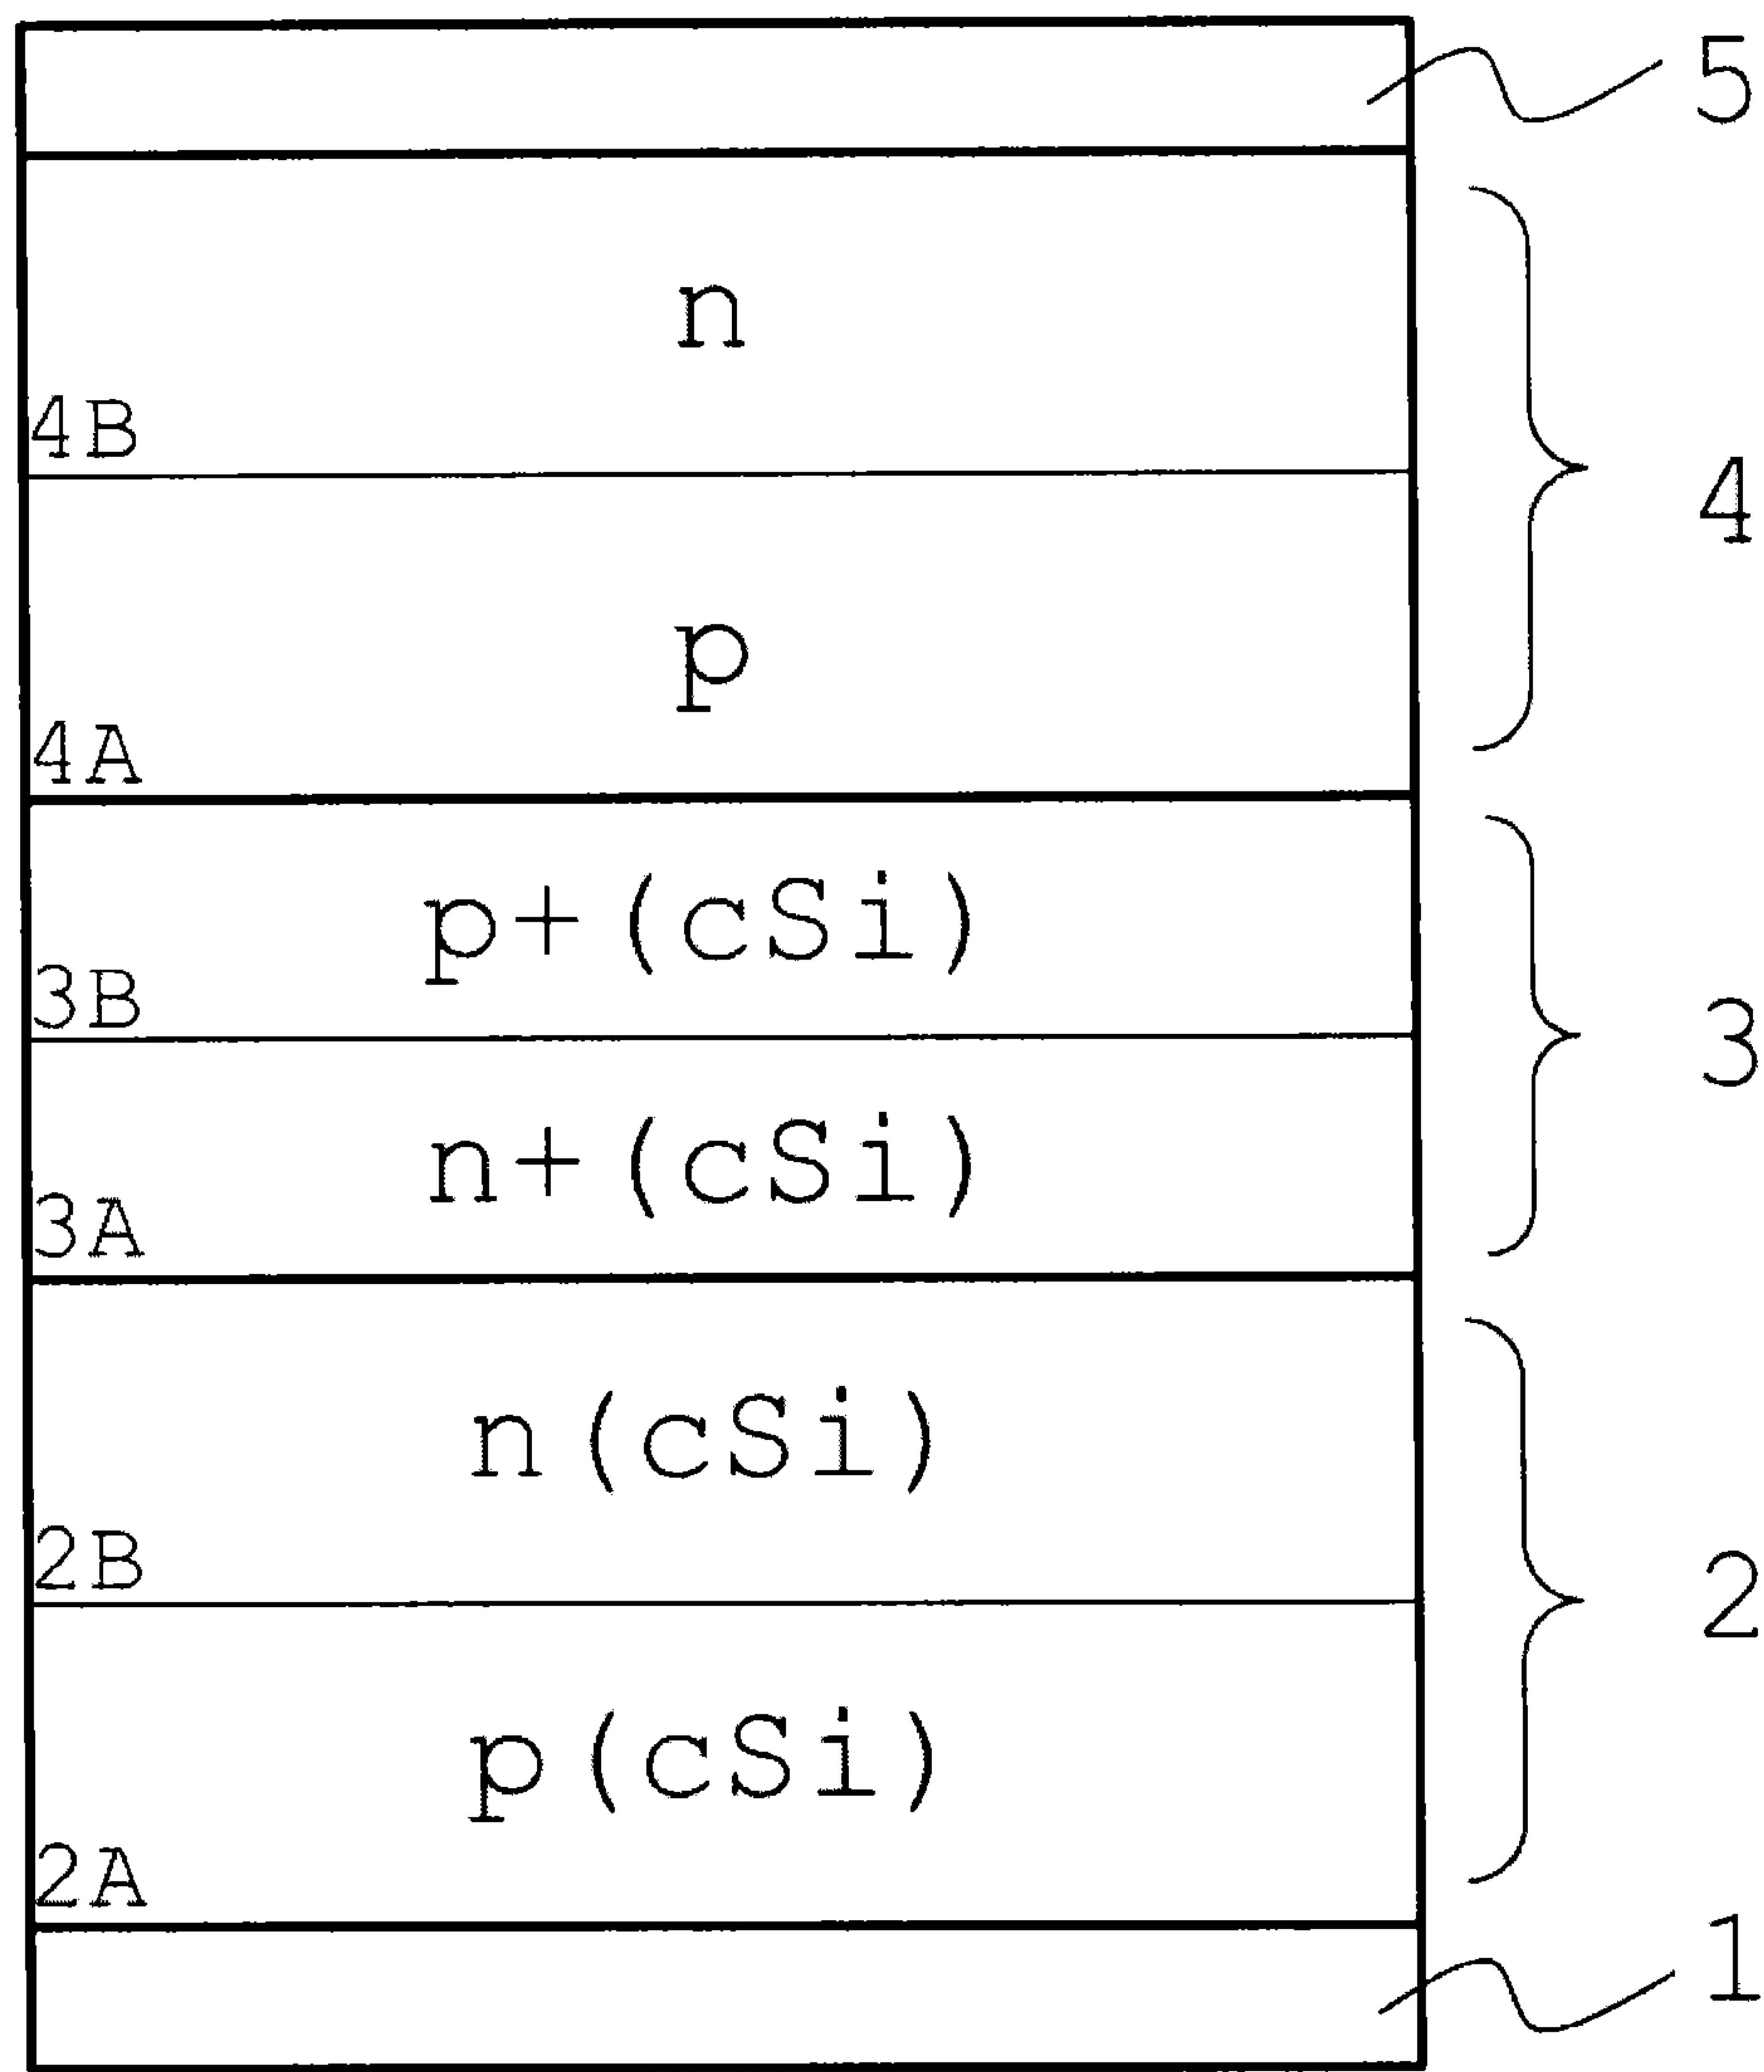 5
n
4B
4
p
4A
p+(cSi)
3B
3
n+(cSi)
3A
n(cSi)
2B
2
p(cSi)
2A
1